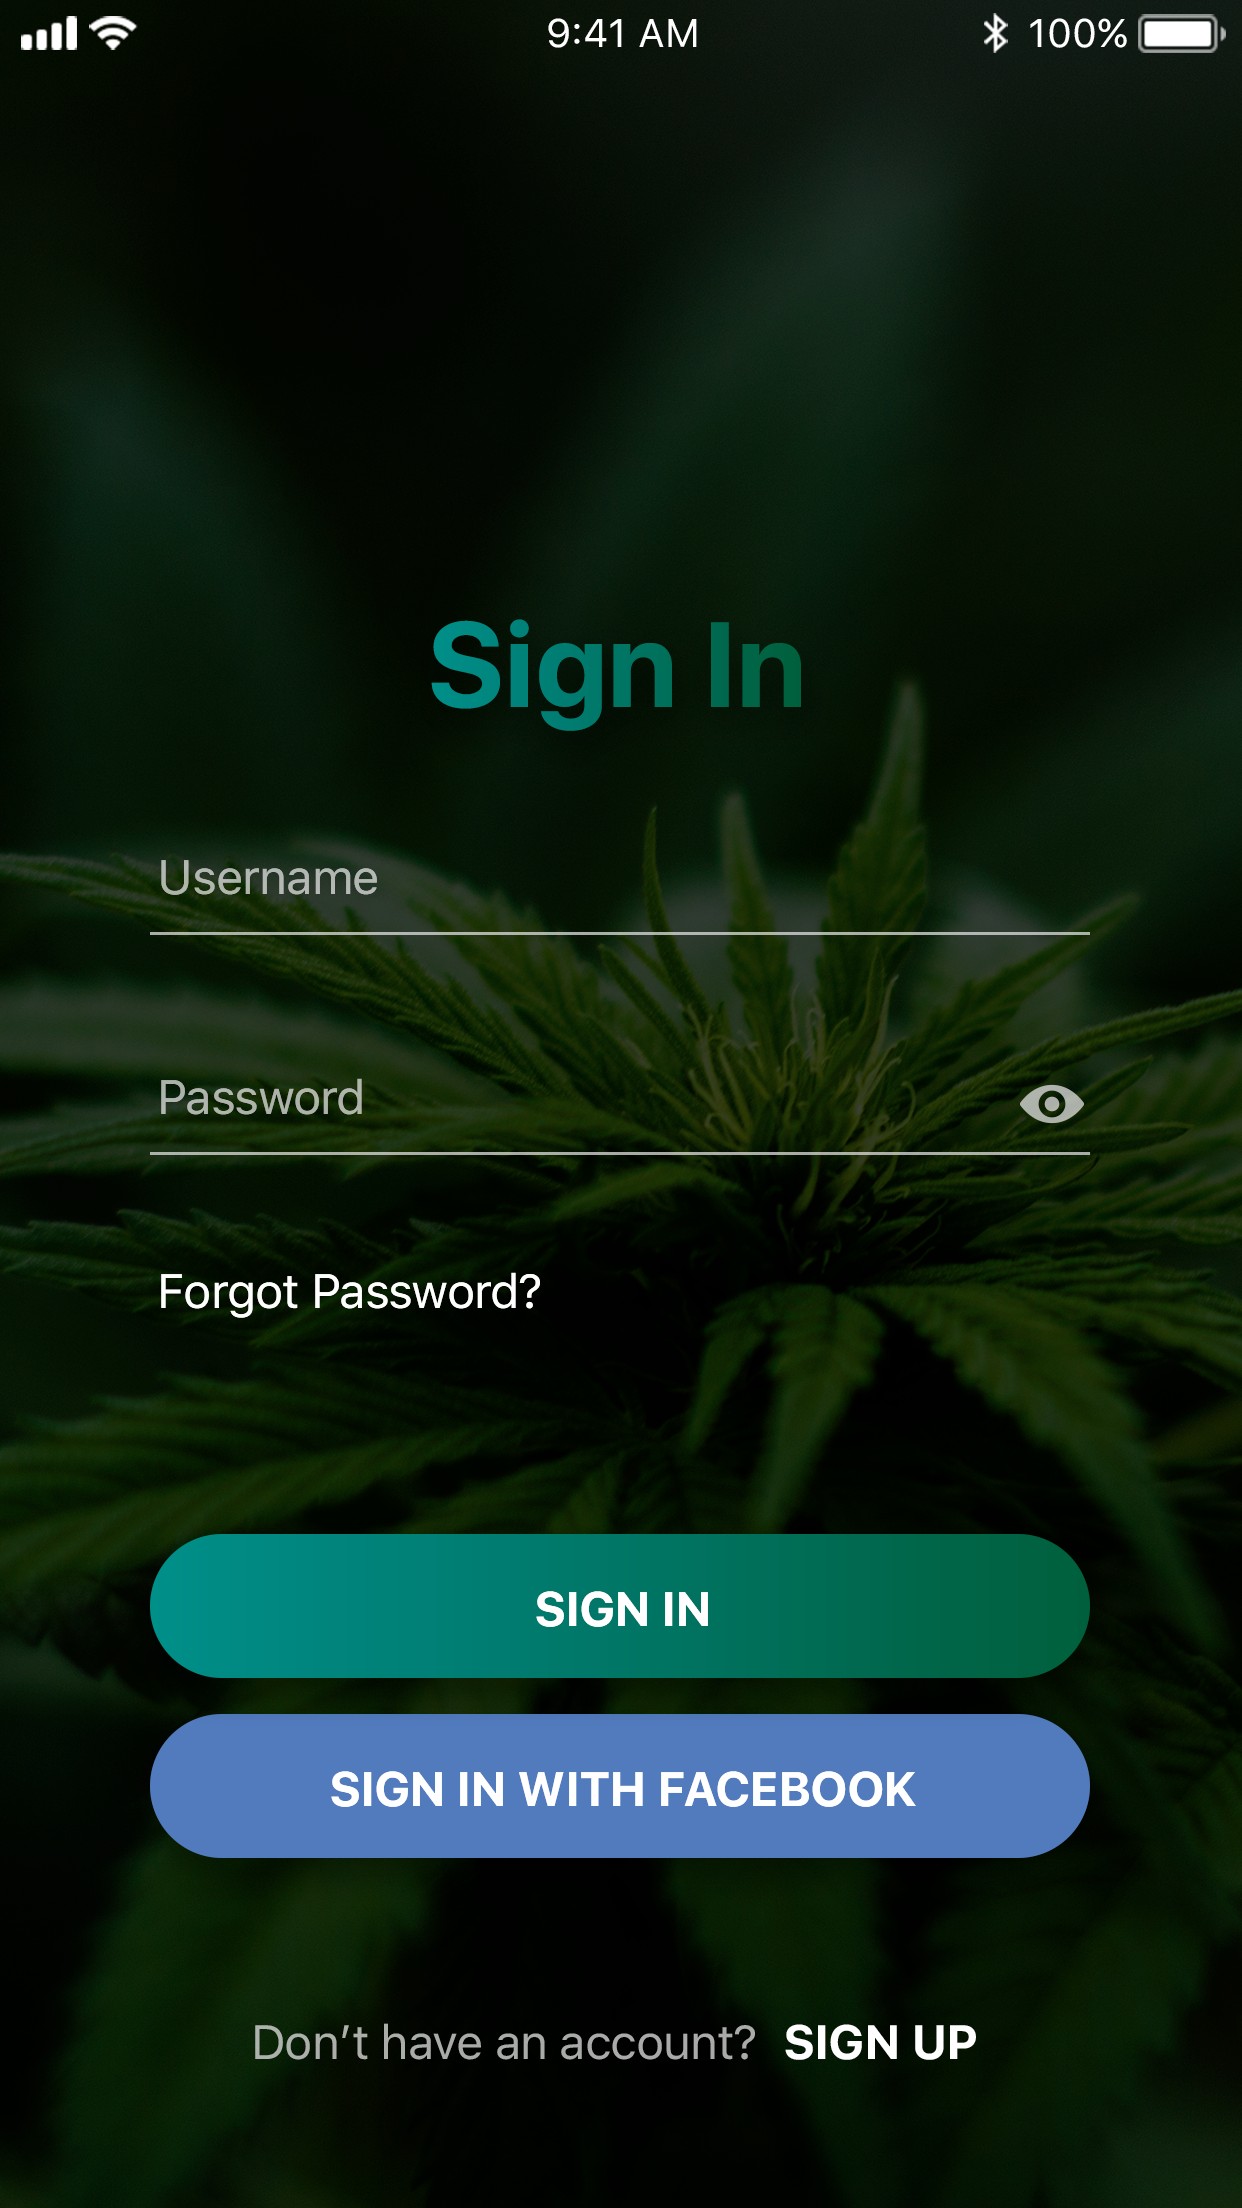 9:41 AM 100%
Sign In
Username
Password
Forgot Password?
SIGN IN
SIGN IN WITH FACEBOOK
Don’t have an account? SIGN UP